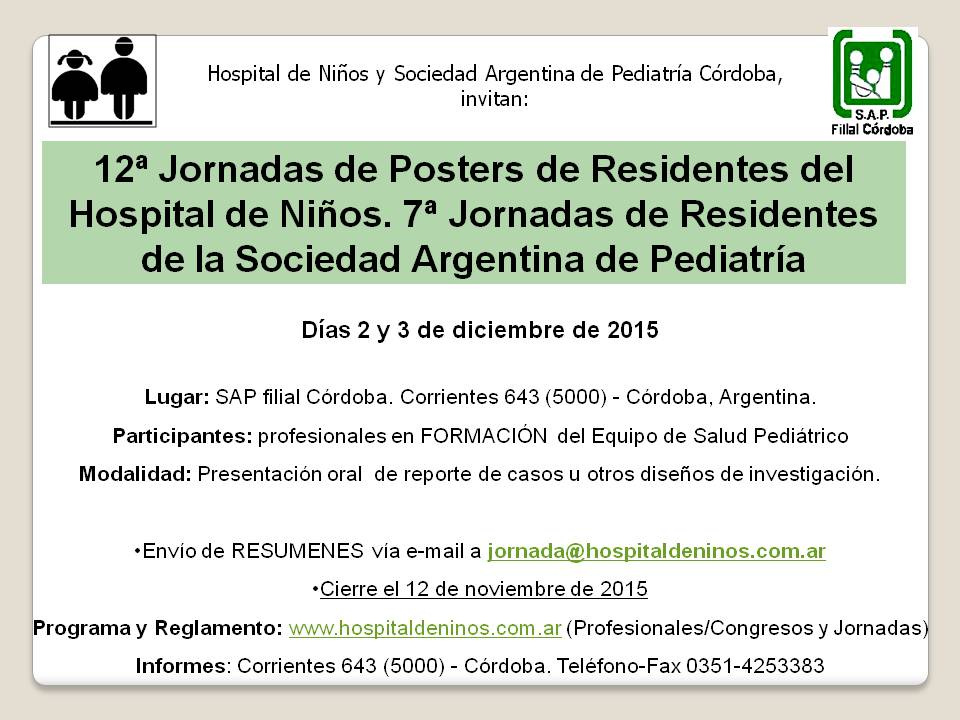 Hospital de Niños y Sociedad Argentina de Pediatría Córdoba,
invitan:
S.A.P.
Filial Córdoba
12ª Jornadas de Posters de Residentes del
Hospital de Niños. 7ª Jornadas de Residentes
de la Sociedad Argentina de Pediatría
Días 2 y 3 de diciembre de 2015
Lugar: SAP filial Córdoba. Corrientes 643 (5000) - Córdoba, Argentina.
Participantes: profesionales en FORMACIÓN del Equipo de Salud Pediátrico
Modalidad: Presentación oral de reporte de casos u otros diseños de investigación.
•Envío de RESUMENES vía e-mail a jornada@hospitaldeninos.com.ar
•Cierre el 12 de noviembre de 2015
Programa y Reglamento: www.hospitaldeninos.com.ar (Profesionales/Congresos y Jornadas)
Informes: Corrientes 643 (5000) - Córdoba. Teléfono-Fax 0351-4253383